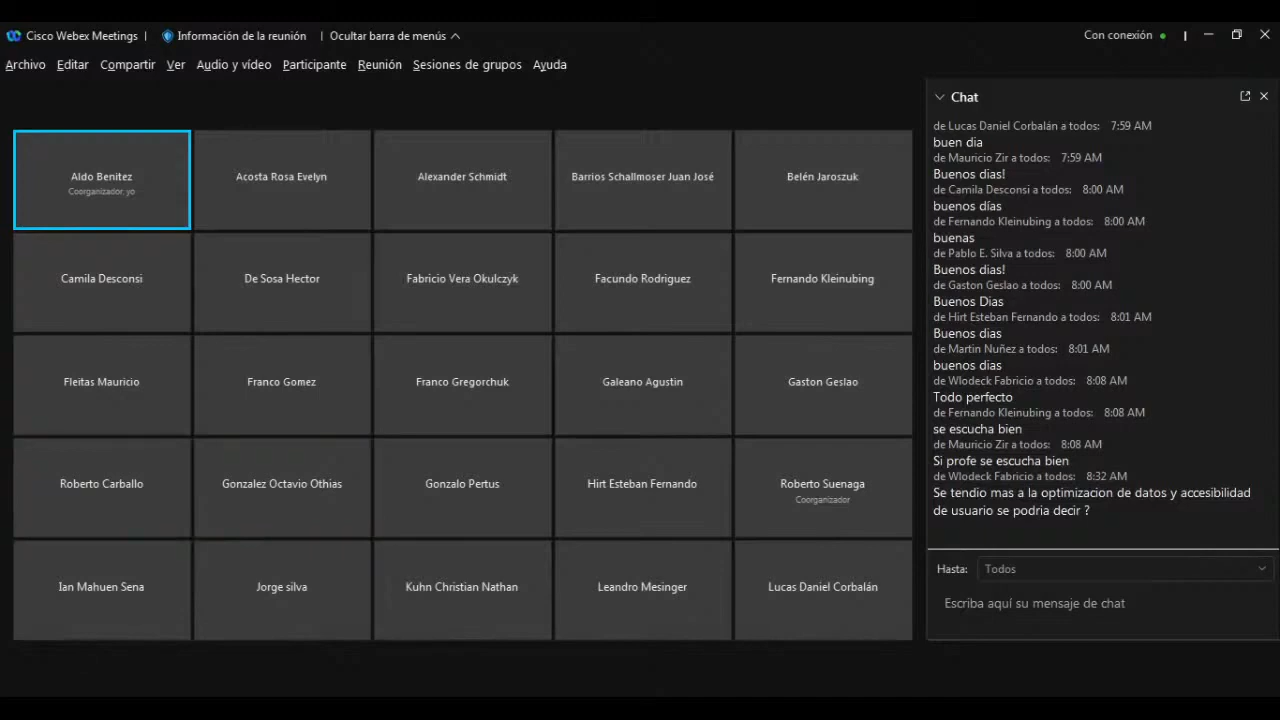 Cisco Webex Meetings | Información de la reunión | Ocultar barra de menús
Con conexión
Archivo Editar Compartir Ver Audio y vídeo Participante Reunión Sesiones de grupos Ayuda
Aldo Benitez
Coorganizador, yo
Acosta Rosa Evelyn
Alexander Schmidt
Barrios Schallmoser Juan José
Belén Jaroszuk
Camila Desconsi
De Sosa Hector
Fabricio Vera Okulczyk
Facundo Rodriguez
Fernando Kleinubing
Fleitas Mauricio
Franco Gomez
Franco Gregorchuk
Galeano Agustin
Gaston Geslao
Roberto Carballo
Gonzalez Octavio Othias
Gonzalo Pertus
Hirt Esteban Fernando
Roberto Suenaga
Coorganizador
Ian Mahuen Sena
Jorge silva
Kuhn Christian Nathan
Leandro Mesinger
Lucas Daniel Corbalán
Chat
de Lucas Daniel Corbalán a todos: 7:59 AM
buen dia
de Mauricio Zir a todos: 7:59 AM
Buenos dias!
de Camila Desconsi a todos: 8:00 AM
buenos días
de Fernando Kleinubing a todos: 8:00 AM
buenas
de Pablo E. Silva a todos: 8:00 AM
Buenos dias!
de Gaston Geslao a todos: 8:00 AM
Buenos Dias
de Hirt Esteban Fernando a todos: 8:01 AM
Buenos dias
de Martin Nuñez a todos: 8:01 AM
buenos dias
de Wlodeck Fabricio a todos: 8:08 AM
Todo perfecto
de Fernando Kleinubing a todos: 8:08 AM
se escucha bien
de Mauricio Zir a todos: 8:08 AM
Si profe se escucha bien
de Wlodeck Fabricio a todos: 8:32 AM
Se tendio mas a la optimizacion de datos y accesibilidad
de usuario se podria decir ?
Hasta: Todos
Escriba aquí su mensaje de chat